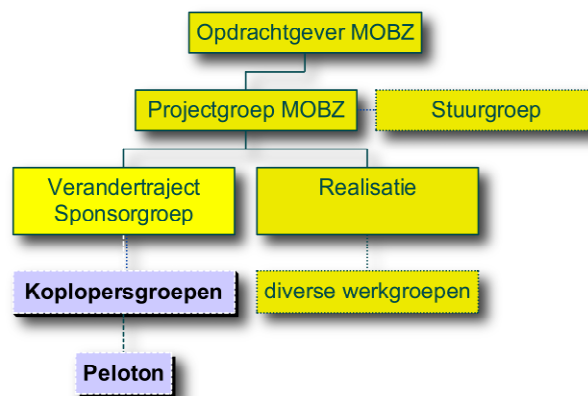 Opdrachtgever MOBZ
Projectgroep MOBZ
Stuurgroep
Verandertraject
Sponsorgroep
Realisatie
Koplopersgroepen
diverse werkgroepen
Peloton